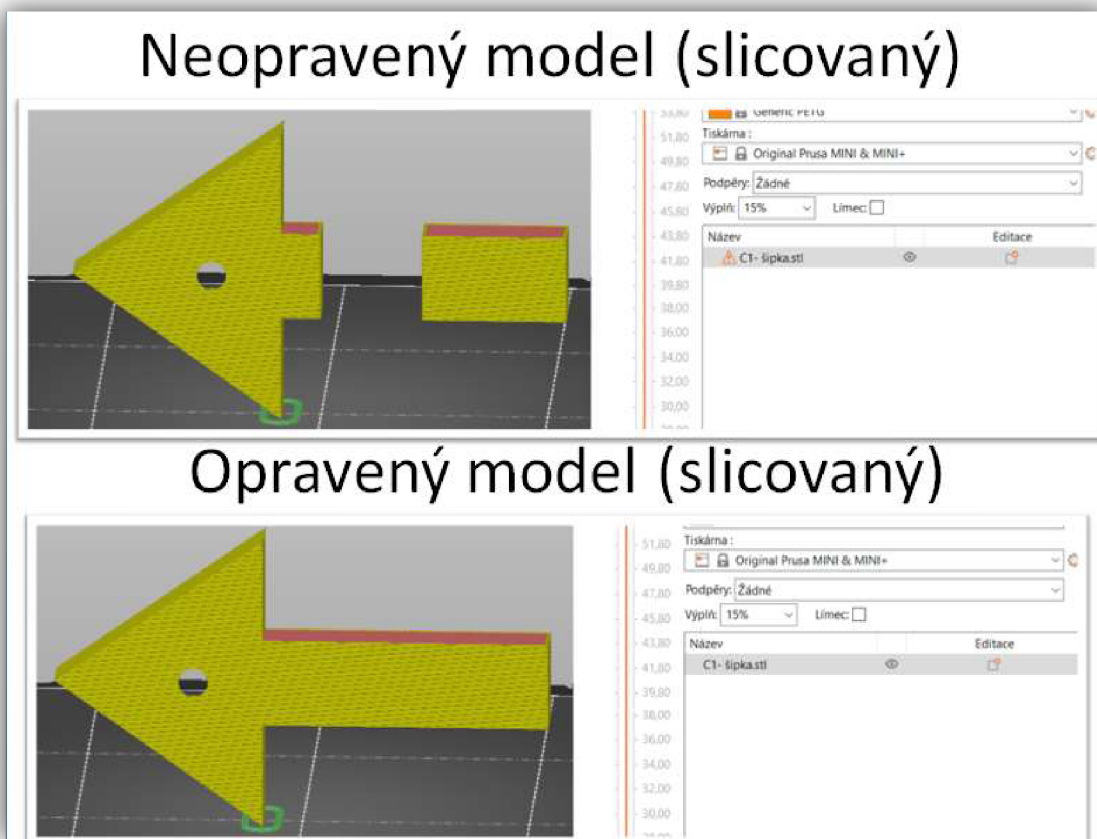 Neopravený model (slicovaný)
53,80
Generic PETG
51,80
Tiskárna :
49,80
Original Prusa MINI & MINI+
47,80
Podpěry: Žádné
45,80
Výplň: 15%
Límec:
43,80
Název
Editace
41,80
C1- šipka.stl
39,80
38,00
36,00
34,00
32,00
30,00
Opravený model (slicovaný)
51,80
Tiskárna :
49,80
Original Prusa MINI & MINI+
47,80
Podpěry: Žádné
45,80
Výplň: 15%
Límec:
43,80
Název
Editace
41,80
C1- šipka.stl
39,80
38,00
36,00
34,00
32,00
30,00